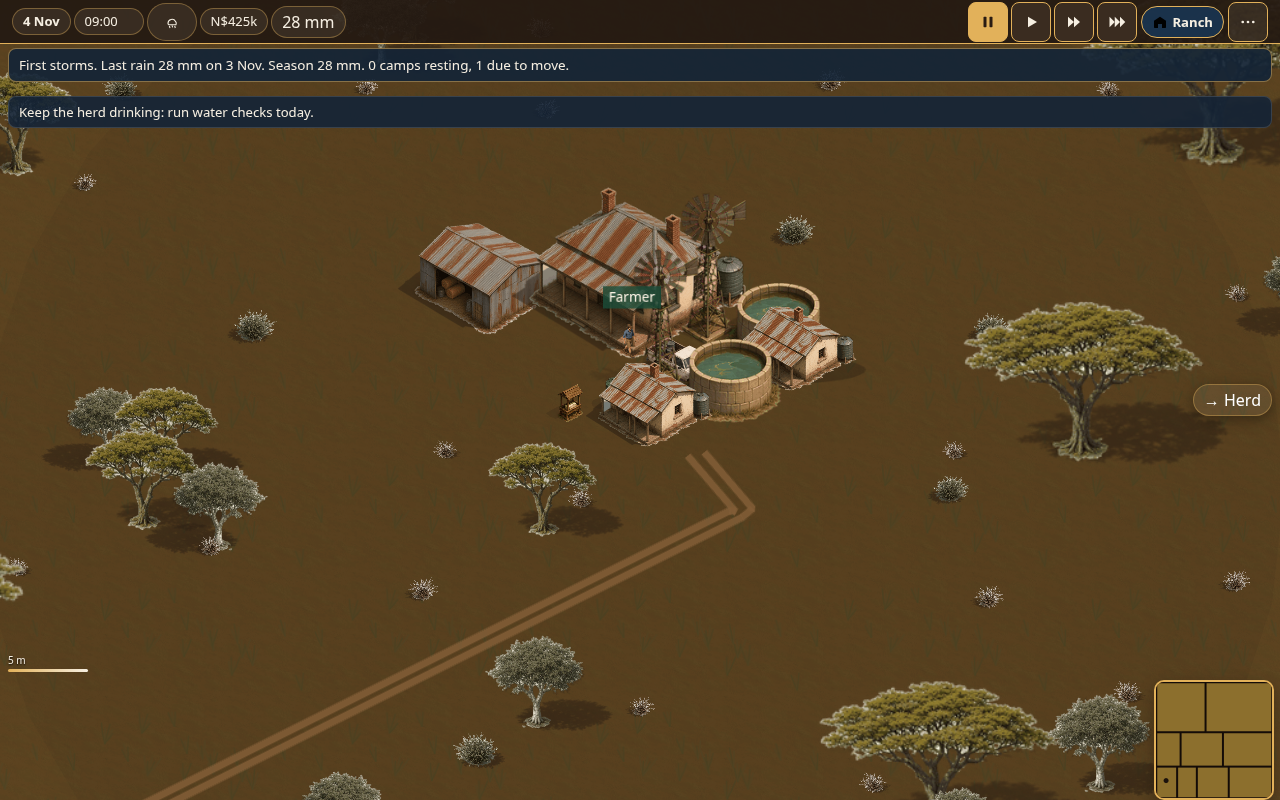 4 Nov
09:00
N$425k
28 mm
Ranch
First storms. Last rain 28 mm on 3 Nov. Season 28 mm. 0 camps resting, 1 due to move.
Keep the herd drinking: run water checks today.
Farmer
→ Herd
5 m